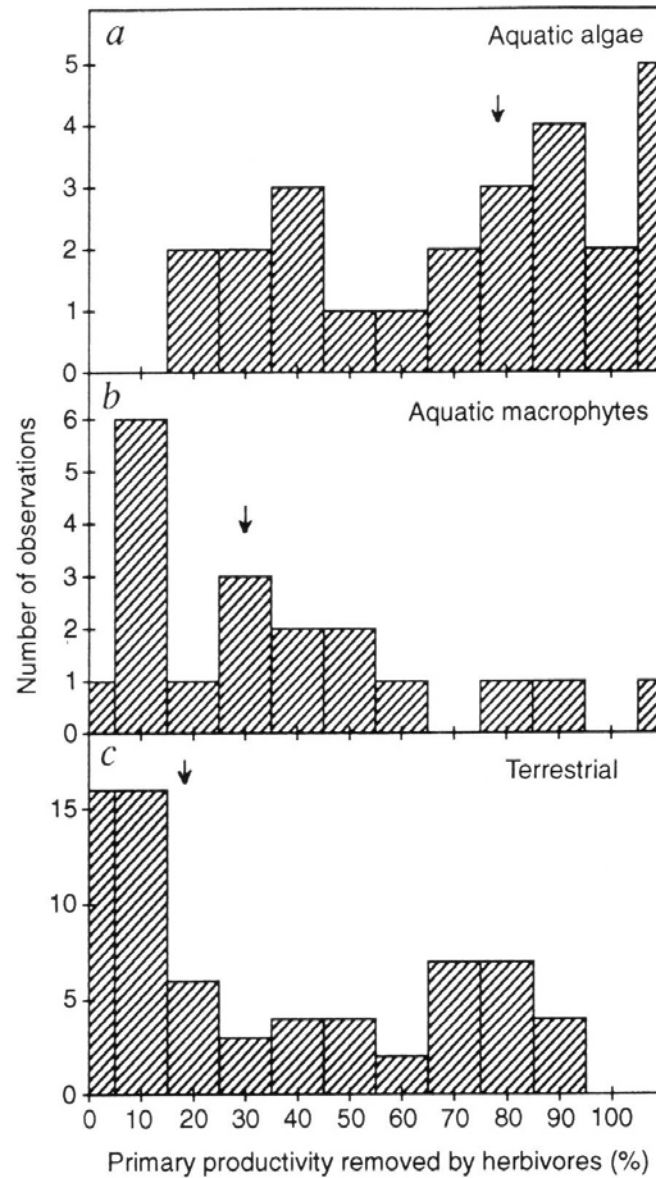 a
Aquatic algae
5
4
3
2
1
0
b
Aquatic macrophytes
6
5
4
3
2
1
0
Number of observations
c
Terrestrial
15
10
5
0
0 10 20 30 40 50 60 70 80 90 100
Primary productivity removed by herbivores (%)